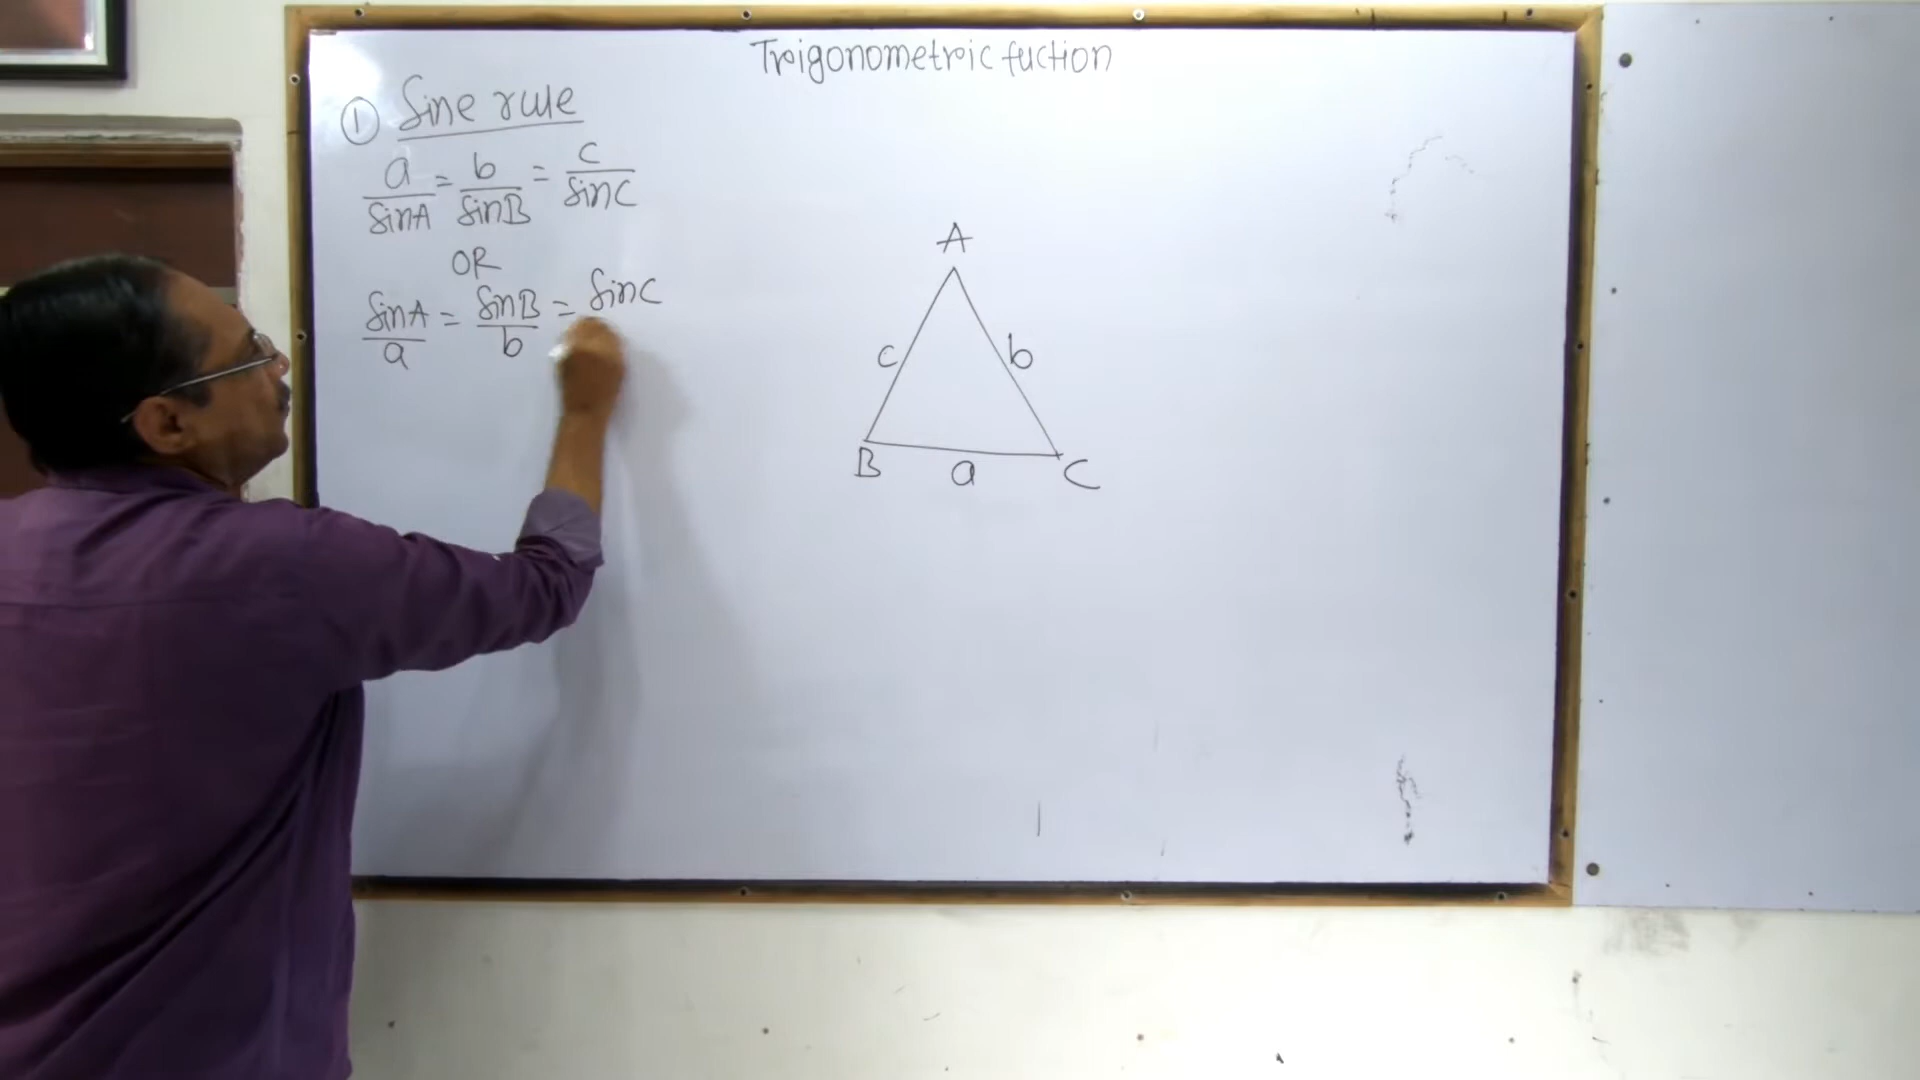 Trigonometric fuction
① Sine rule
a/sinA = b/sinB = c/sinC
OR
sinA/a = sinB/b = sinC
A
c b
B a C